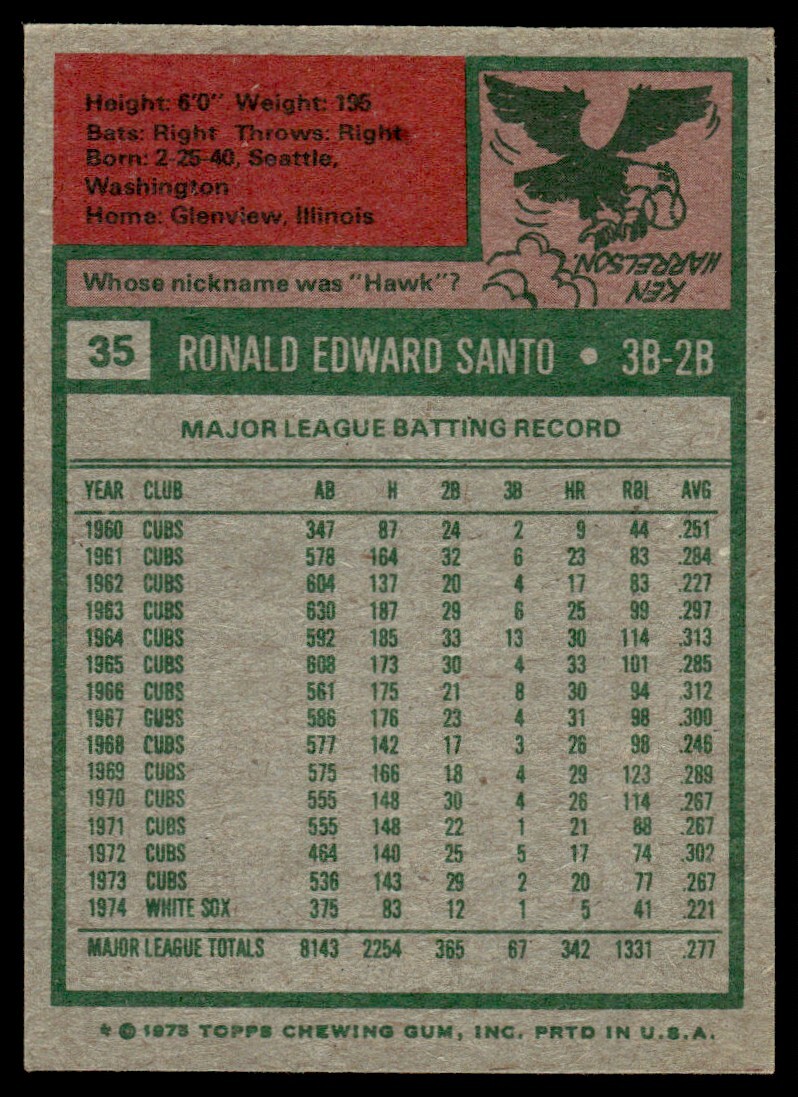 Height: 6'0" Weight: 195
Bats: Right Throws: Right
Born: 2-25-40, Seattle,
Washington
Home: Glenview, Illinois
Whose nickname was "Hawk"?
KEN
HARRELSON.
35 RONALD EDWARD SANTO • 3B-2B
MAJOR LEAGUE BATTING RECORD
YEAR CLUB AB H 2B 3B HR RBI AVG
1960 CUBS 347 87 24 2 9 44 .251
1961 CUBS 578 164 32 6 23 83 .284
1962 CUBS 604 137 20 4 17 83 .227
1963 CUBS 630 187 29 6 25 99 .297
1964 CUBS 592 185 33 13 30 114 .313
1965 CUBS 608 173 30 4 33 101 .285
1966 CUBS 561 175 21 8 30 94 .312
1967 CUBS 586 176 23 4 31 98 .300
1968 CUBS 577 142 17 3 26 98 .246
1969 CUBS 575 166 18 4 29 123 .289
1970 CUBS 555 148 30 4 26 114 .267
1971 CUBS 555 148 22 1 21 88 .267
1972 CUBS 464 140 25 5 17 74 .302
1973 CUBS 536 143 29 2 20 77 .267
1974 WHITE SOX 375 83 12 1 5 41 .221
MAJOR LEAGUE TOTALS 8143 2254 365 67 342 1331 .277
* © 1975 TOPPS CHEWING GUM, INC. PRTD IN U.S.A.